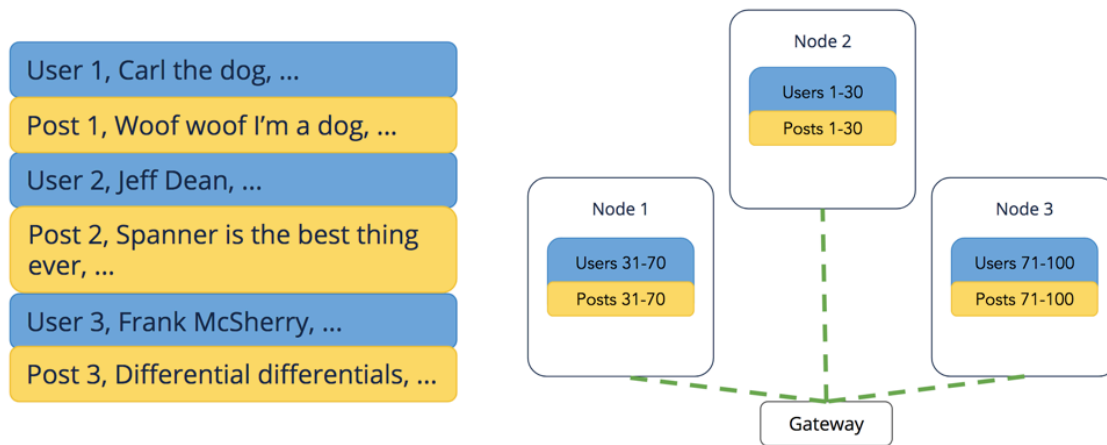 User 1, Carl the dog, ...
Post 1, Woof woof I'm a dog, ...
User 2, Jeff Dean, ...
Post 2, Spanner is the best thing
ever, ...
User 3, Frank McSherry, ...
Post 3, Differential differentials, ...
Node 2
Users 1-30
Posts 1-30
Node 1
Users 31-70
Posts 31-70
Node 3
Users 71-100
Posts 71-100
Gateway